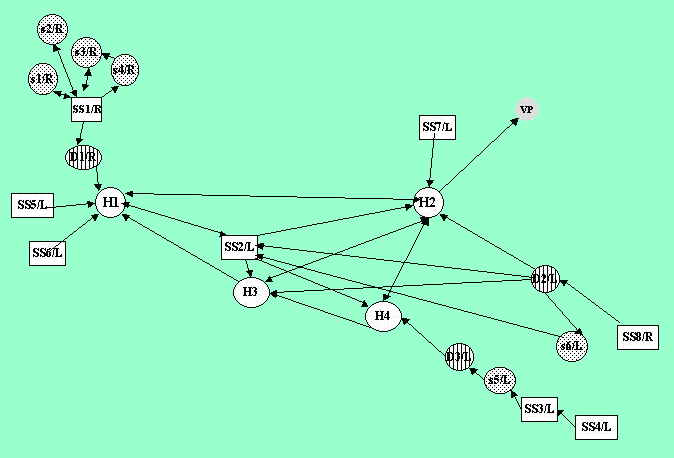 s2/R
s3/R
s4/R
s1/R
SS1/R
VP
SS7/L
D1/R
SS5/L
H1
H2
SS6/L
SS2/L
H3
D2/L
H4
SS8/R
s6/L
D3/L
s5/L
SS3/L
SS4/L